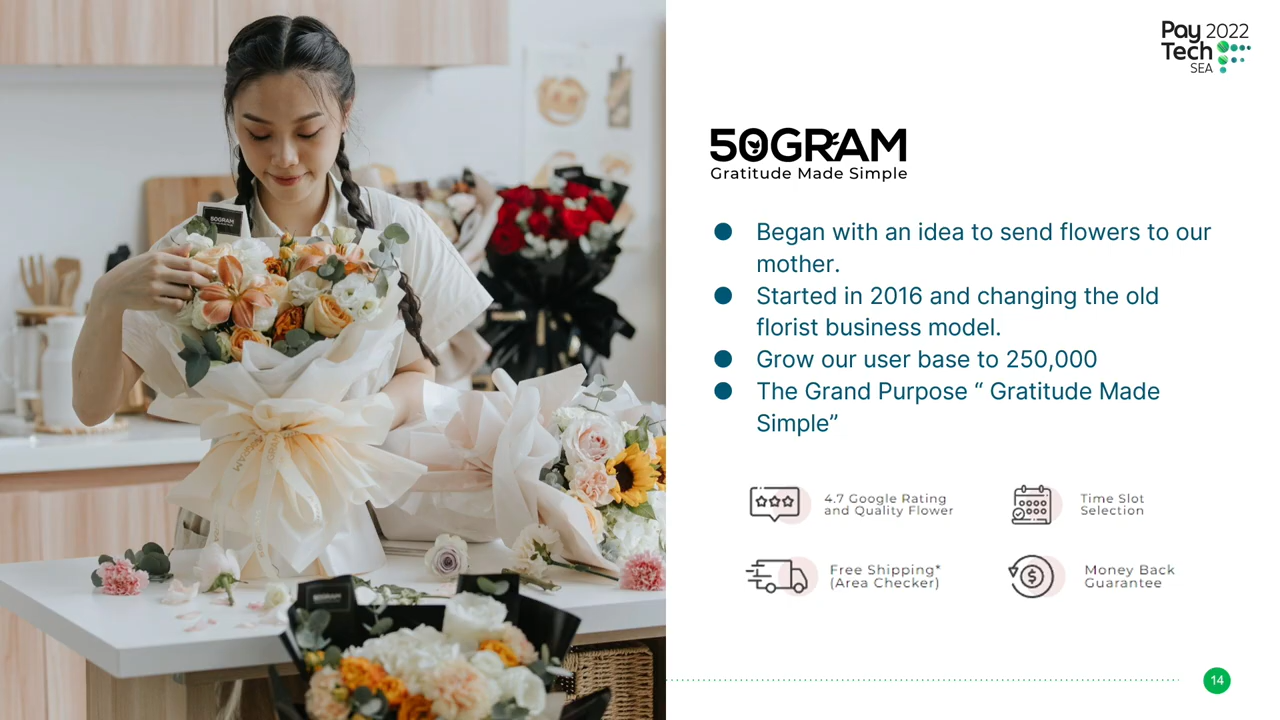 Pay 2022
Tech
SEA
50GRAM
Gratitude Made Simple
● Began with an idea to send flowers to our
mother.
● Started in 2016 and changing the old
florist business model.
● Grow our user base to 250,000
● The Grand Purpose “ Gratitude Made
Simple”
4.7 Google Rating
and Quality Flower
Time Slot
Selection
Free Shipping*
(Area Checker)
Money Back
Guarantee
14
50GRAM